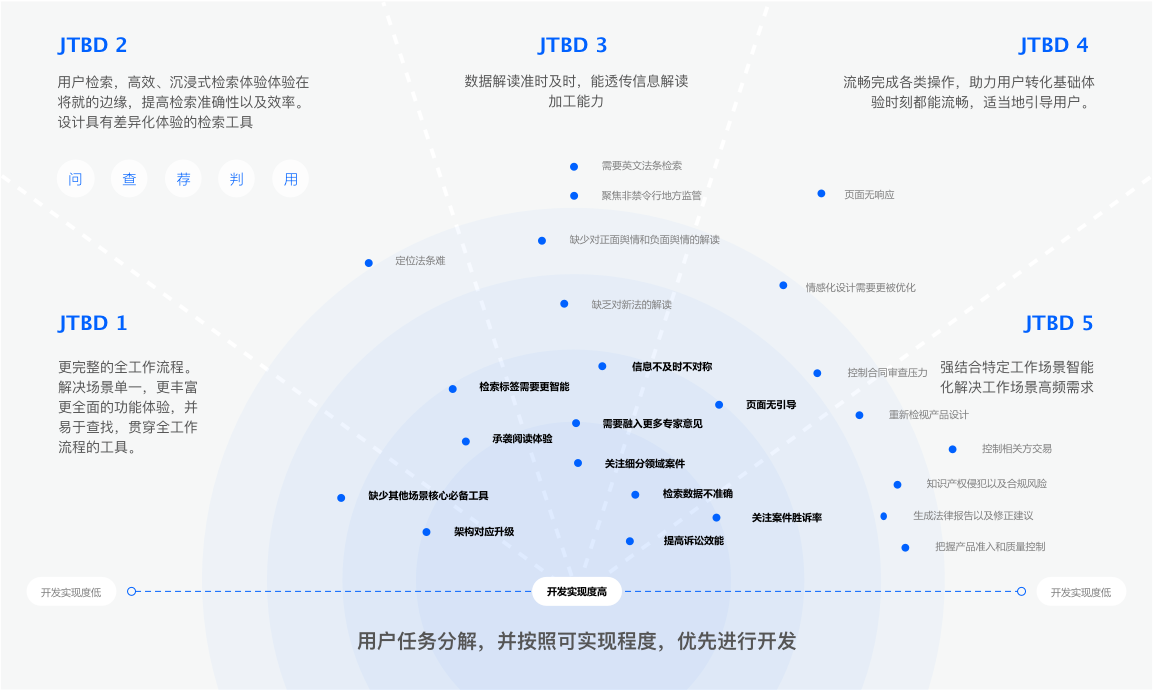 JTBD 2
用户检索，高效、沉浸式检索体验体验在
将就的边缘，提高检索准确性以及效率。
设计具有差异化体验的检索工具
问 查 荐 判 用
JTBD 3
数据解读准时及时，能透传信息解读
加工能力
JTBD 4
流畅完成各类操作，助力用户转化基础体
验时刻都能流畅，适当地引导用户。
需要英文法条检索
聚焦非禁令行地方监管
页面无响应
缺少对正面舆情和负面舆情的解读
定位法条难
情感化设计需要更被优化
缺乏对新法的解读
JTBD 1
更完整的全工作流程。
解决场景单一，更丰富
更全面的功能体验，并
易于查找，贯穿全工作
流程的工具。
JTBD 5
强结合特定工作场景智能
化解决工作场景高频需求
信息不及时不对称
控制合同审查压力
检索标签需要更智能
页面无引导
重新检视产品设计
需要融入更多专家意见
承袭阅读体验
控制相关方交易
关注细分领域案件
知识产权侵犯以及合规风险
缺少其他场景核心必备工具
检索数据不准确
关注案件胜诉率
生成法律报告以及修正建议
架构对应升级
提高诉讼效能
把握产品准入和质量控制
开发实现度低
开发实现度高
开发实现度低
用户任务分解，并按照可实现程度，优先进行开发